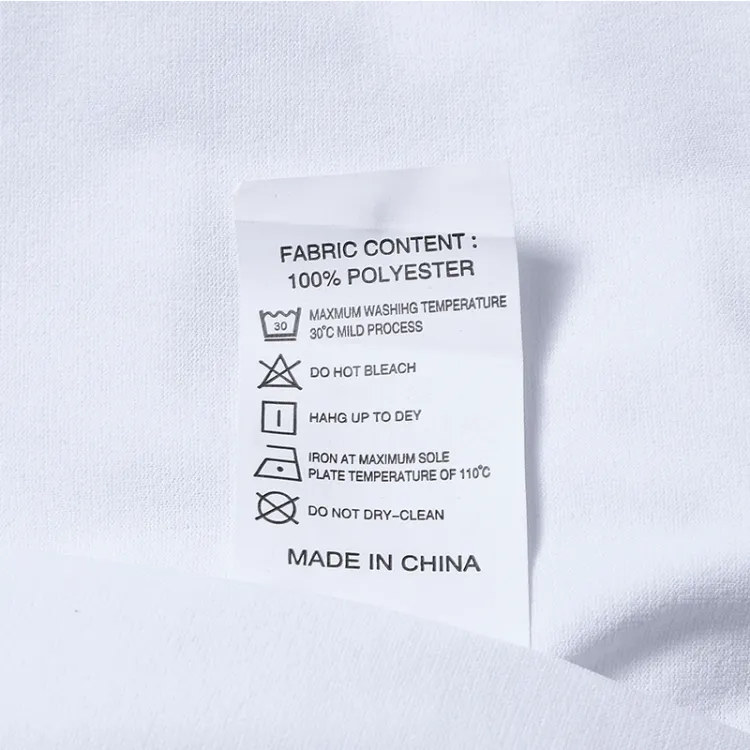 FABRIC CONTENT :
100% POLYESTER
30
MAXMUM WASHIHG TEMPERATURE
30°C MILD PROCESS
DO HOT BLEACH
HAHG UP TO DEY
IRON AT MAXIMUM SOLE
PLATE TEMPERATURE OF 110°C
DO NOT DRY-CLEAN
MADE IN CHINA